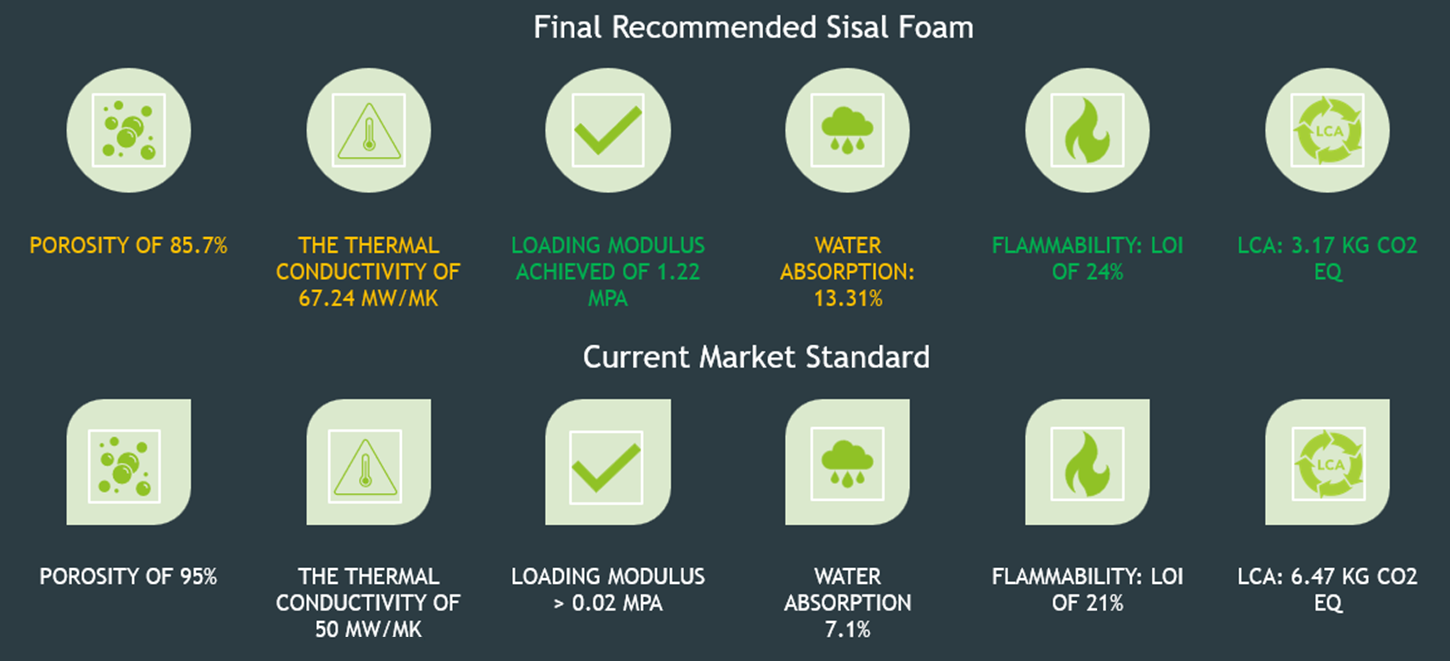 Final Recommended Sisal Foam
LCA
LCA
POROSITY OF 85.7%
THE THERMAL
CONDUCTIVITY OF
67.24 MW/MK
LOADING MODULUS
ACHIEVED OF 1.22
MPA
WATER
ABSORPTION:
13.31%
FLAMMABILITY: LOI
OF 24%
LCA: 3.17 KG CO2
EQ
Current Market Standard
POROSITY OF 95%
THE THERMAL
CONDUCTIVITY OF
50 MW/MK
LOADING MODULUS
> 0.02 MPA
WATER
ABSORPTION
7.1%
FLAMMABILITY: LOI
OF 21%
LCA: 6.47 KG CO2
EQ